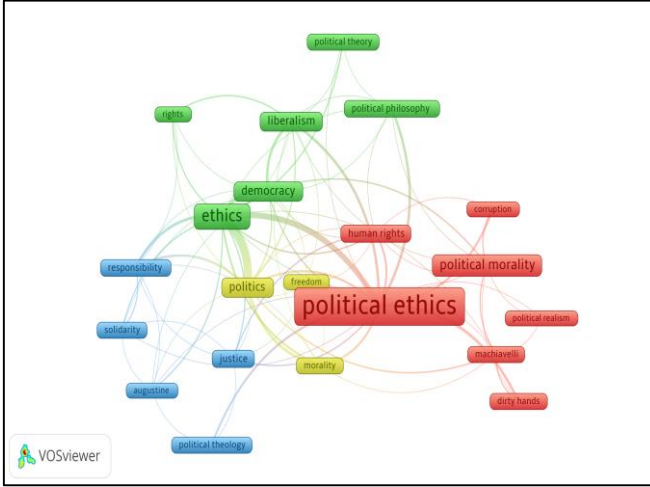 political theory
rights
political philosophy
liberalism
democracy
corruption
ethics
human rights
responsibility
political morality
politics
freedom
political ethics
political realism
solidarity
justice
machiavelli
morality
augustine
dirty hands
political theology
VOSviewer